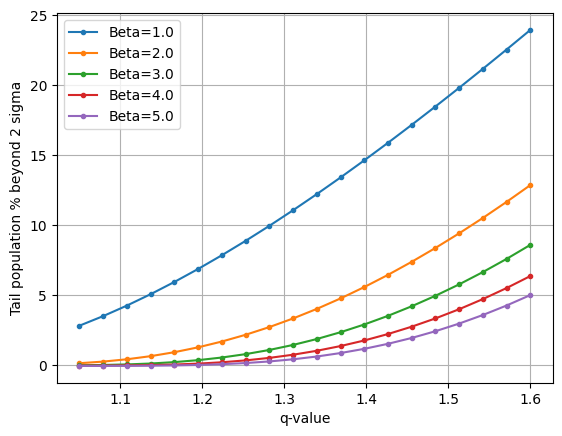 Beta=1.0
Beta=2.0
Beta=3.0
Beta=4.0
Beta=5.0
Tail population % beyond 2 sigma
25
20
15
10
5
0
1.1
1.2
1.3
1.4
1.5
1.6
q-value